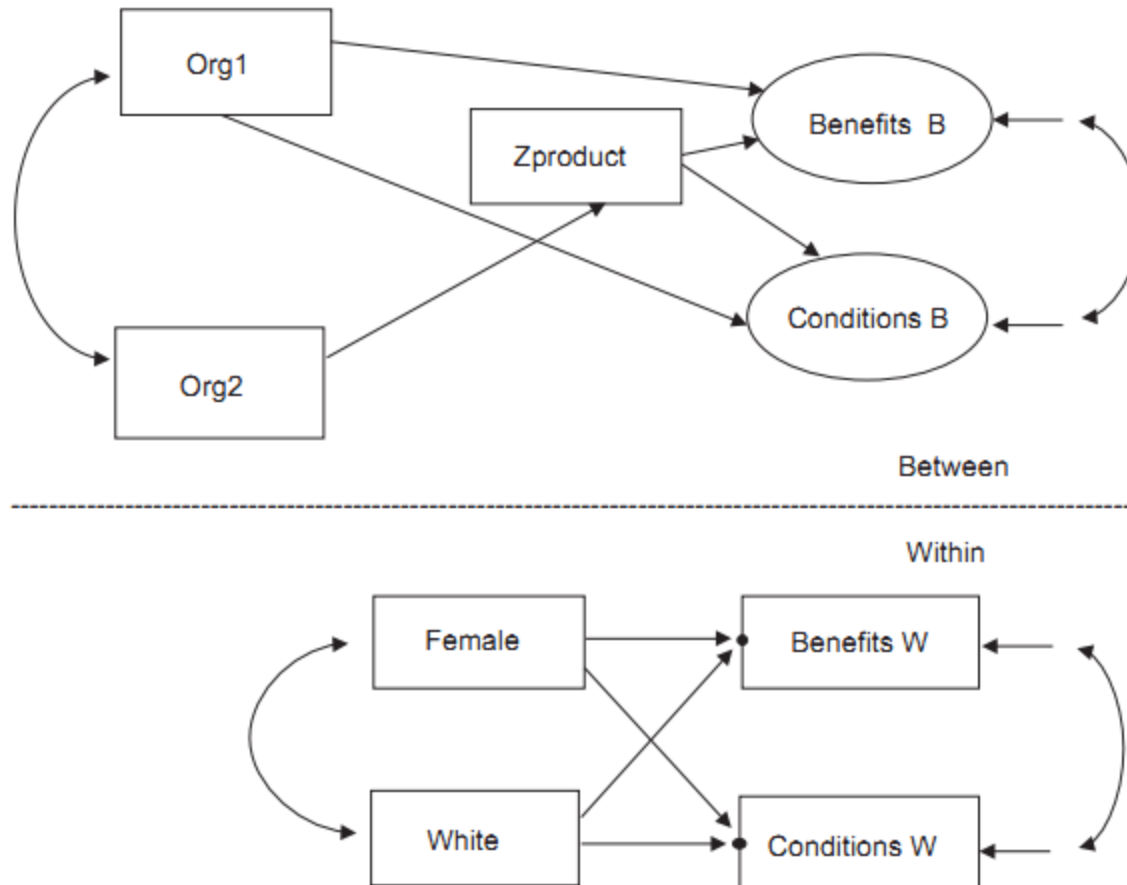 Org1
Benefits B
Zproduct
Conditions B
Org2
Between
Within
Female
Benefits W
White
Conditions W